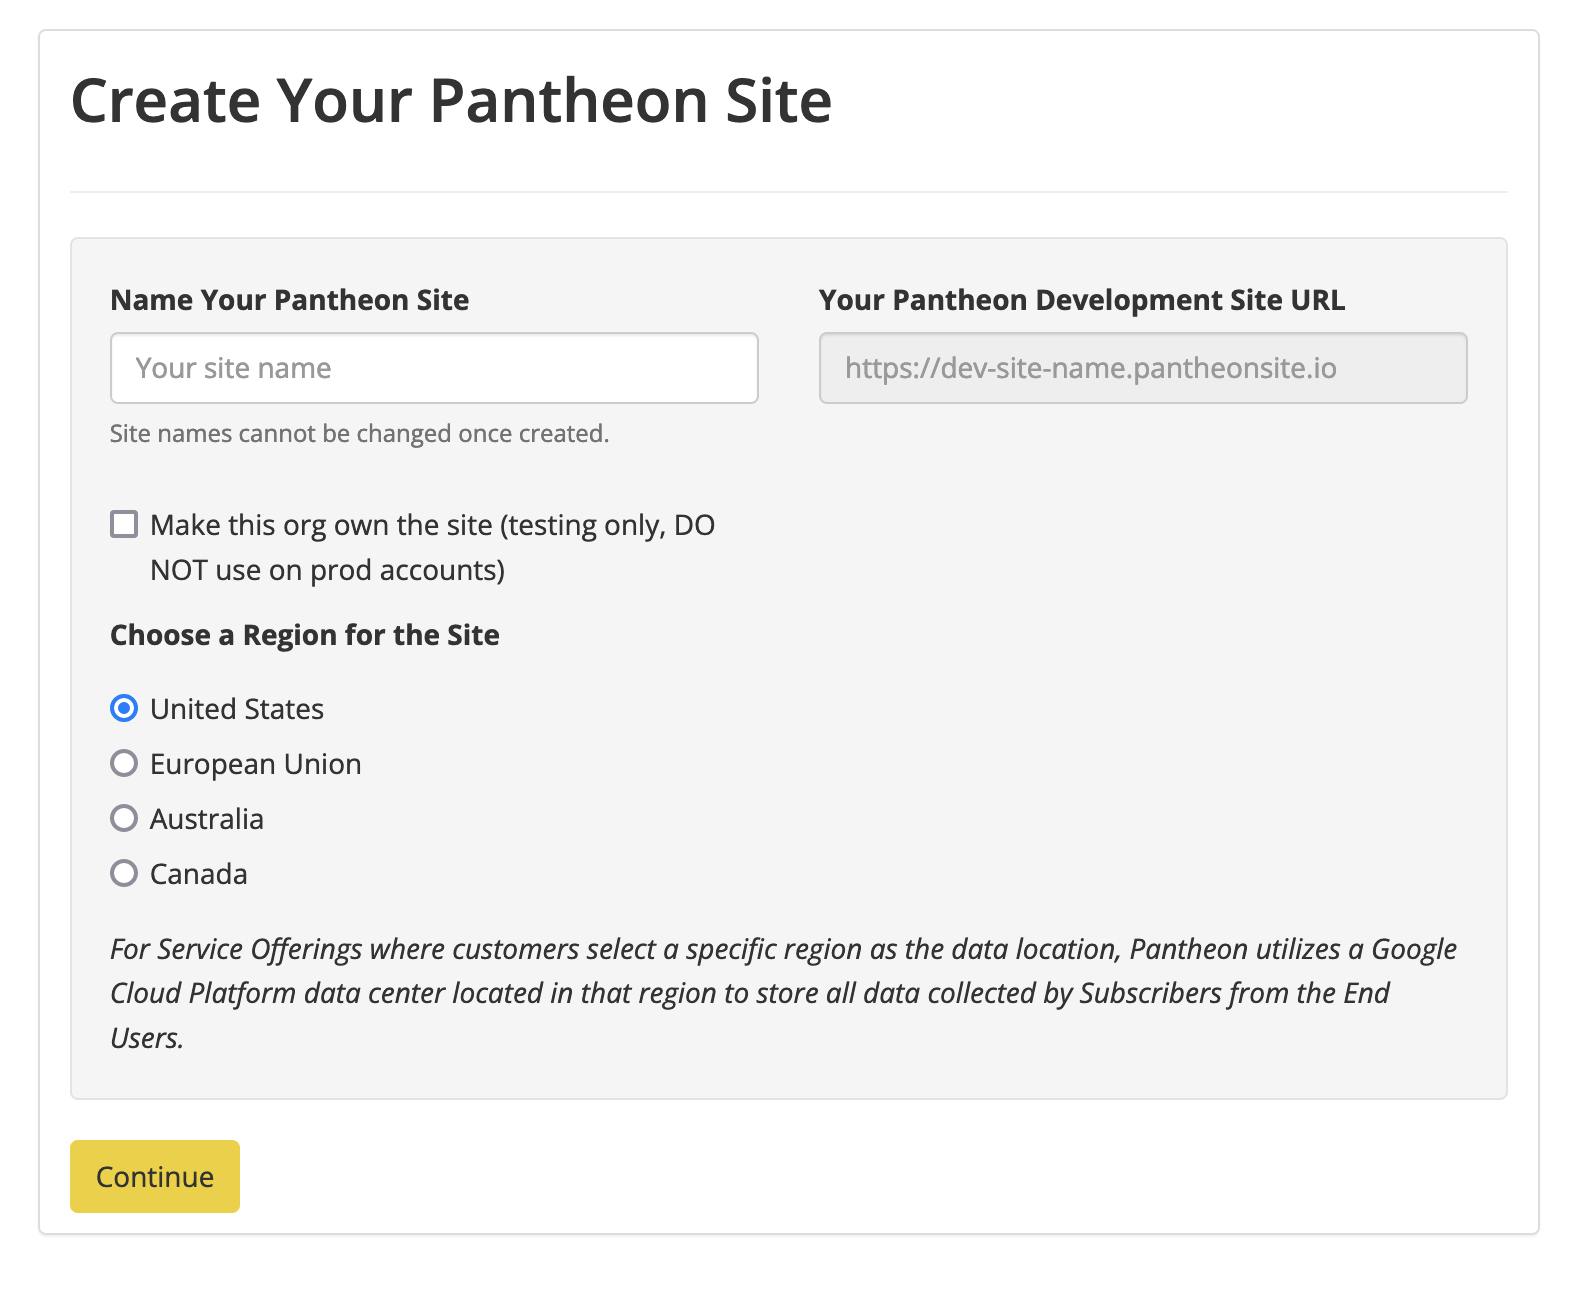 Create Your Pantheon Site
Name Your Pantheon Site
Your site name
Site names cannot be changed once created.
Your Pantheon Development Site URL
https://dev-site-name.pantheonsite.io
Make this org own the site (testing only, DO
NOT use on prod accounts)
Choose a Region for the Site
United States
European Union
Australia
Canada
For Service Offerings where customers select a specific region as the data location, Pantheon utilizes a Google
Cloud Platform data center located in that region to store all data collected by Subscribers from the End
Users.
Continue